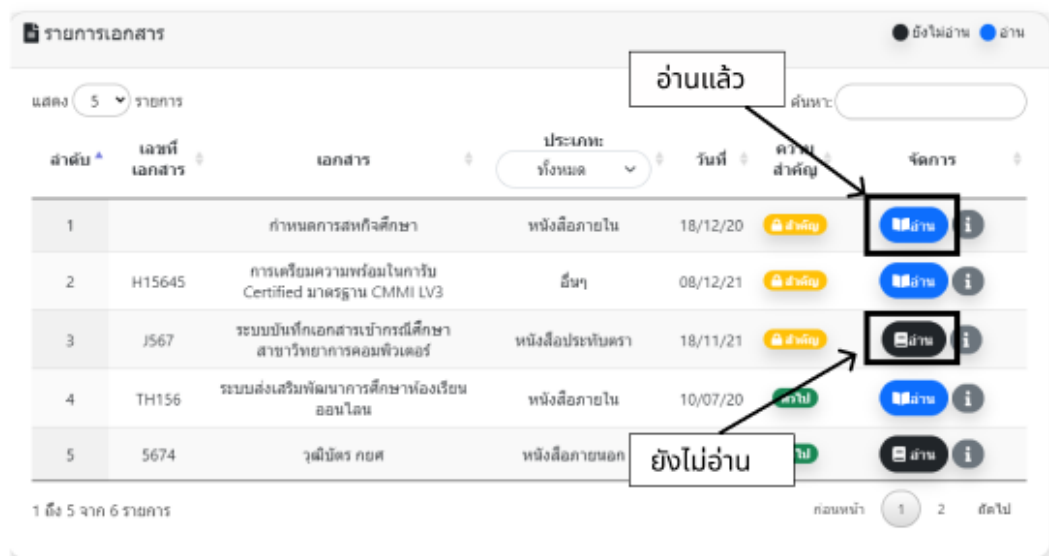 รายการเอกสาร
ยังไม่อ่าน อ่าน
อ่านแล้ว
แสดง 5 รายการ
ค้นหา:
ลำดับ เลขที่เอกสาร เอกสาร ประเภท: ทั้งหมด วันที่ ความสำคัญ จัดการ
1 กำหนดการสหกิจศึกษา หนังสือภายใน 18/12/20 สำคัญ อ่าน
2 H15645 การเตรียมความพร้อมในการับ อื่นๆ 08/12/21 สำคัญ อ่าน
Certified มาตรฐาน CMMI LV3
3 J567 ระบบบันทึกเอกสารเข้ากรณีศึกษา หนังสือประทับตรา 18/11/21 สำคัญ อ่าน
สาขาวิทยาการคอมพิวเตอร์
4 TH156 ระบบส่งเสริมพัฒนาการศึกษาห้องเรียน หนังสือภายใน 10/07/20 อ่าน
ออนไลน
5 5674 วุฒิบัตร กยศ หนังสือภายนอก อ่าน
ยังไม่อ่าน
1 ถึง 5 จาก 6 รายการ
ก่อนหน้า 1 2 ถัดไป